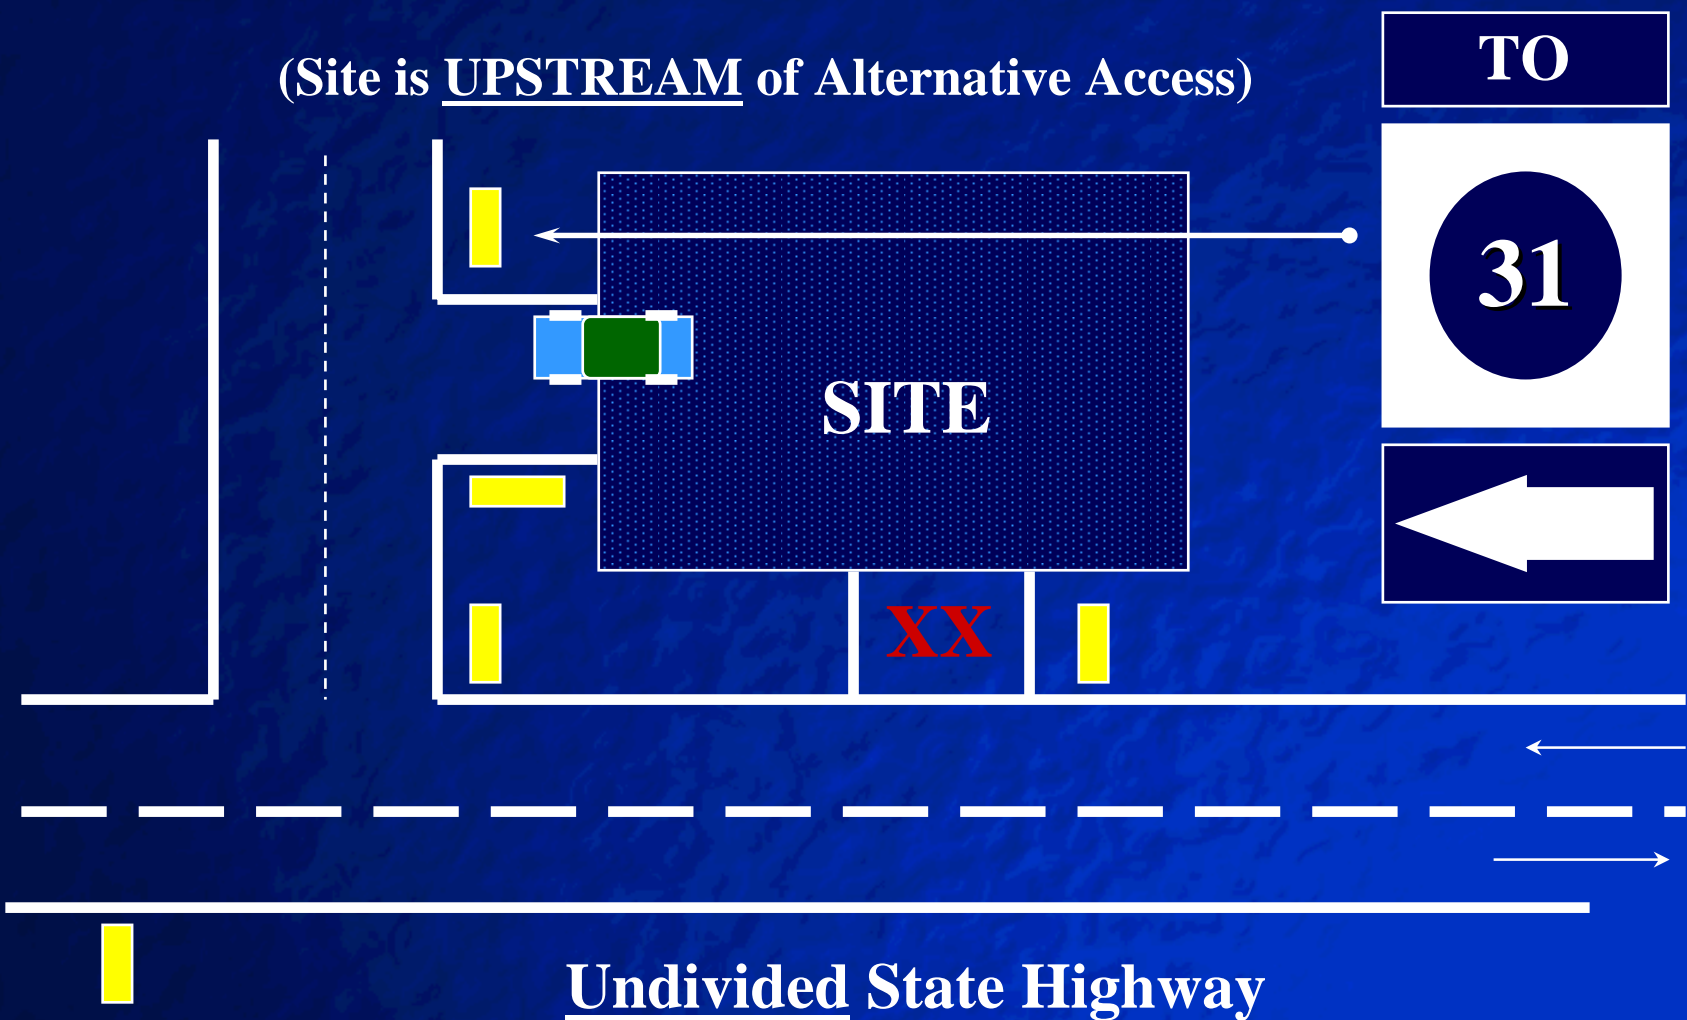 (Site is UPSTREAM of Alternative Access)
TO
31
SITE
XX
Undivided State Highway